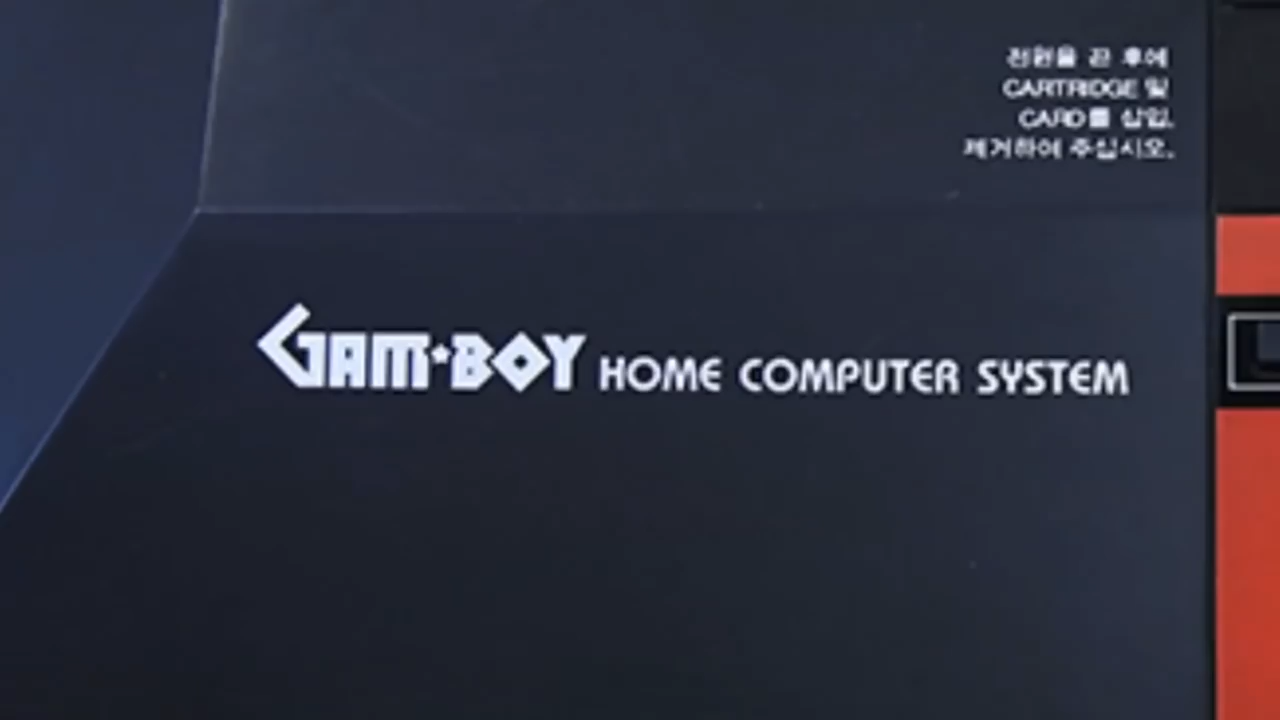 전원을 끈 후에
CARTRIDGE 및
CARD를 삽입.
제거하여 주십시오.
GAM*BOY HOME COMPUTER SYSTEM